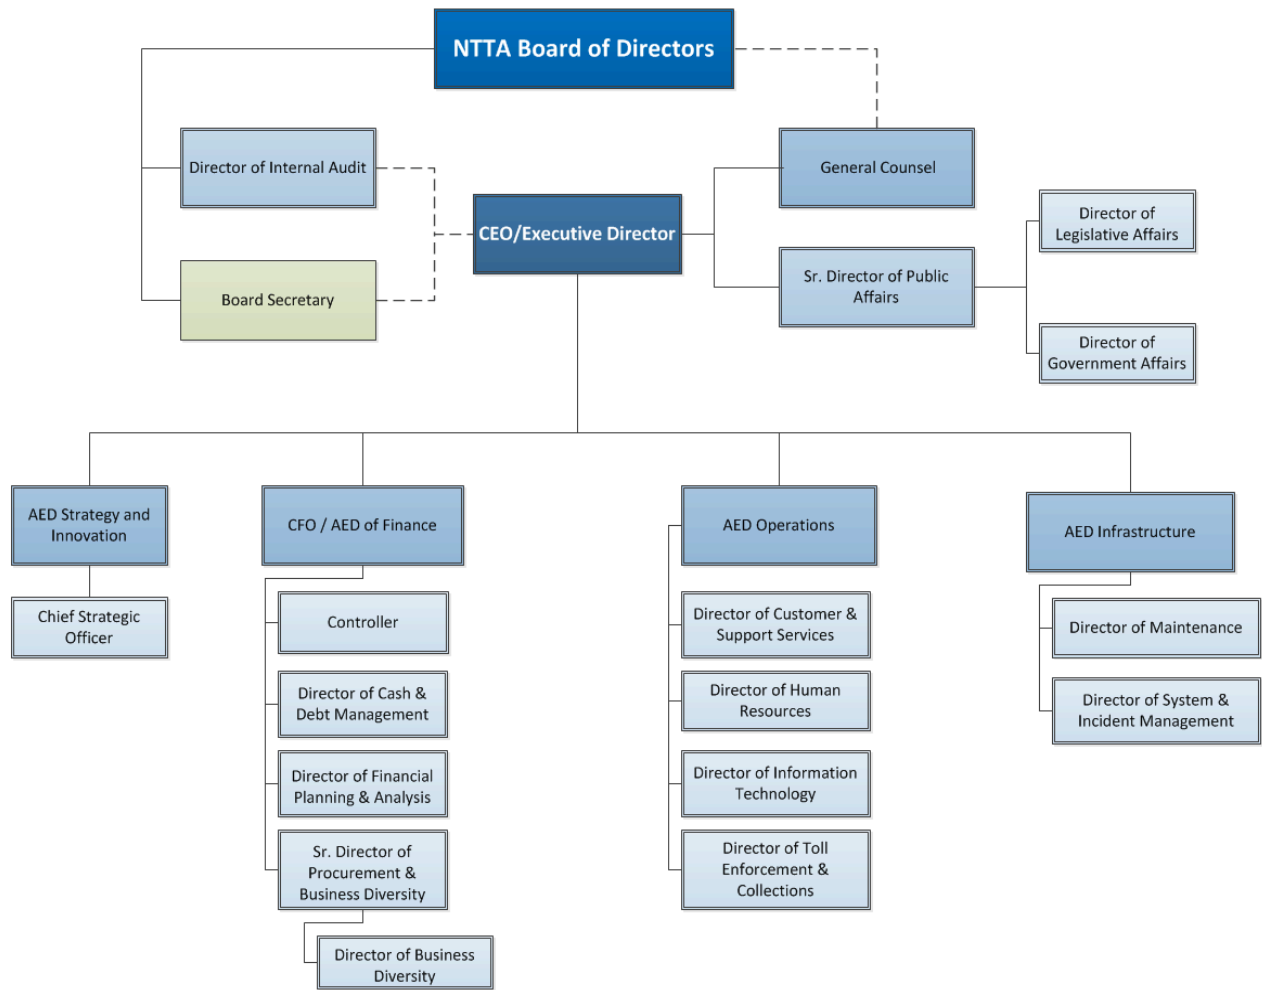 NTTA Board of Directors
Director of Internal Audit
General Counsel
CEO/Executive Director
Director of
Legislative Affairs
Board Secretary
Sr. Director of Public
Affairs
Director of
Government Affairs
AED Strategy and
Innovation
Chief Strategic
Officer
CFO / AED of Finance
Controller
Director of Cash &
Debt Management
Director of Financial
Planning & Analysis
Sr. Director of
Procurement &
Business Diversity
Director of Business
Diversity
AED Operations
Director of Customer &
Support Services
Director of Human
Resources
Director of Information
Technology
Director of Toll
Enforcement &
Collections
AED Infrastructure
Director of Maintenance
Director of System &
Incident Management